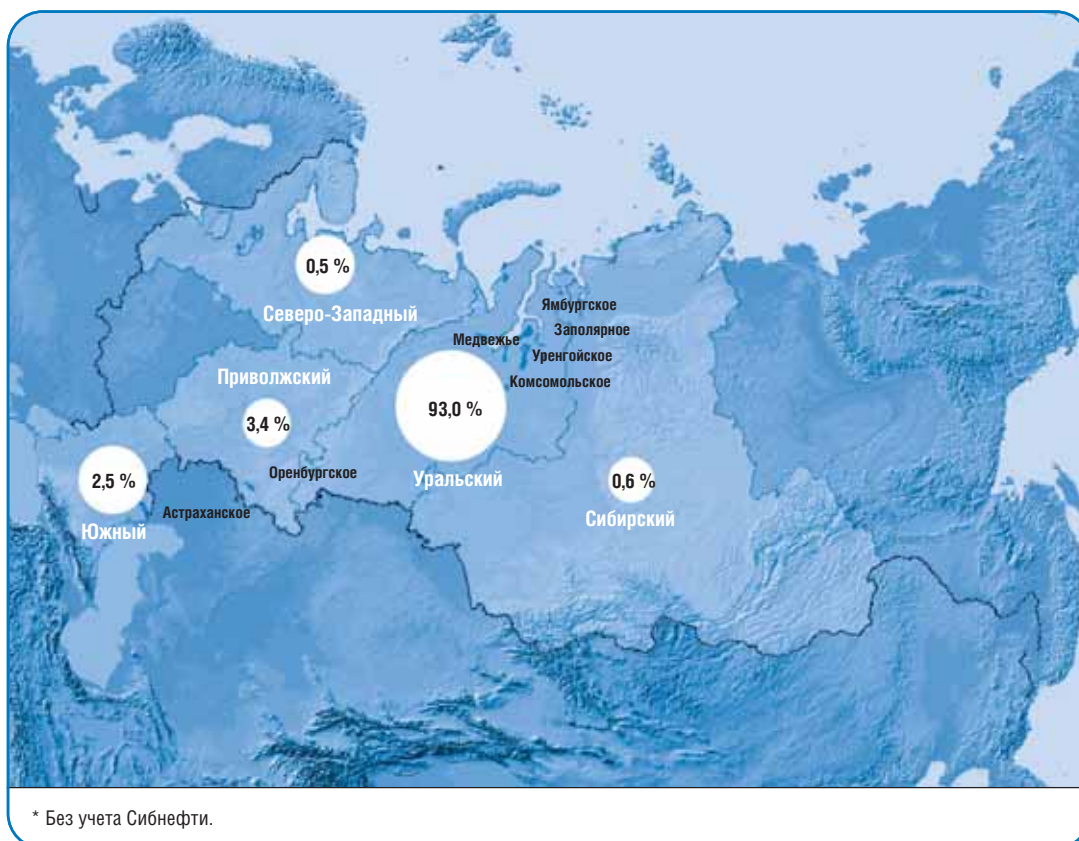 0,5 %
Северо-Западный
Ямбургское
Заполярное
Медвежье
Уренгойское
Комсомольское
Приволжский
93,0 %
3,4 %
Уральский
Оренбургское
2,5 %
Южный
Астраханское
0,6 %
Сибирский
* Без учета Сибнефти.